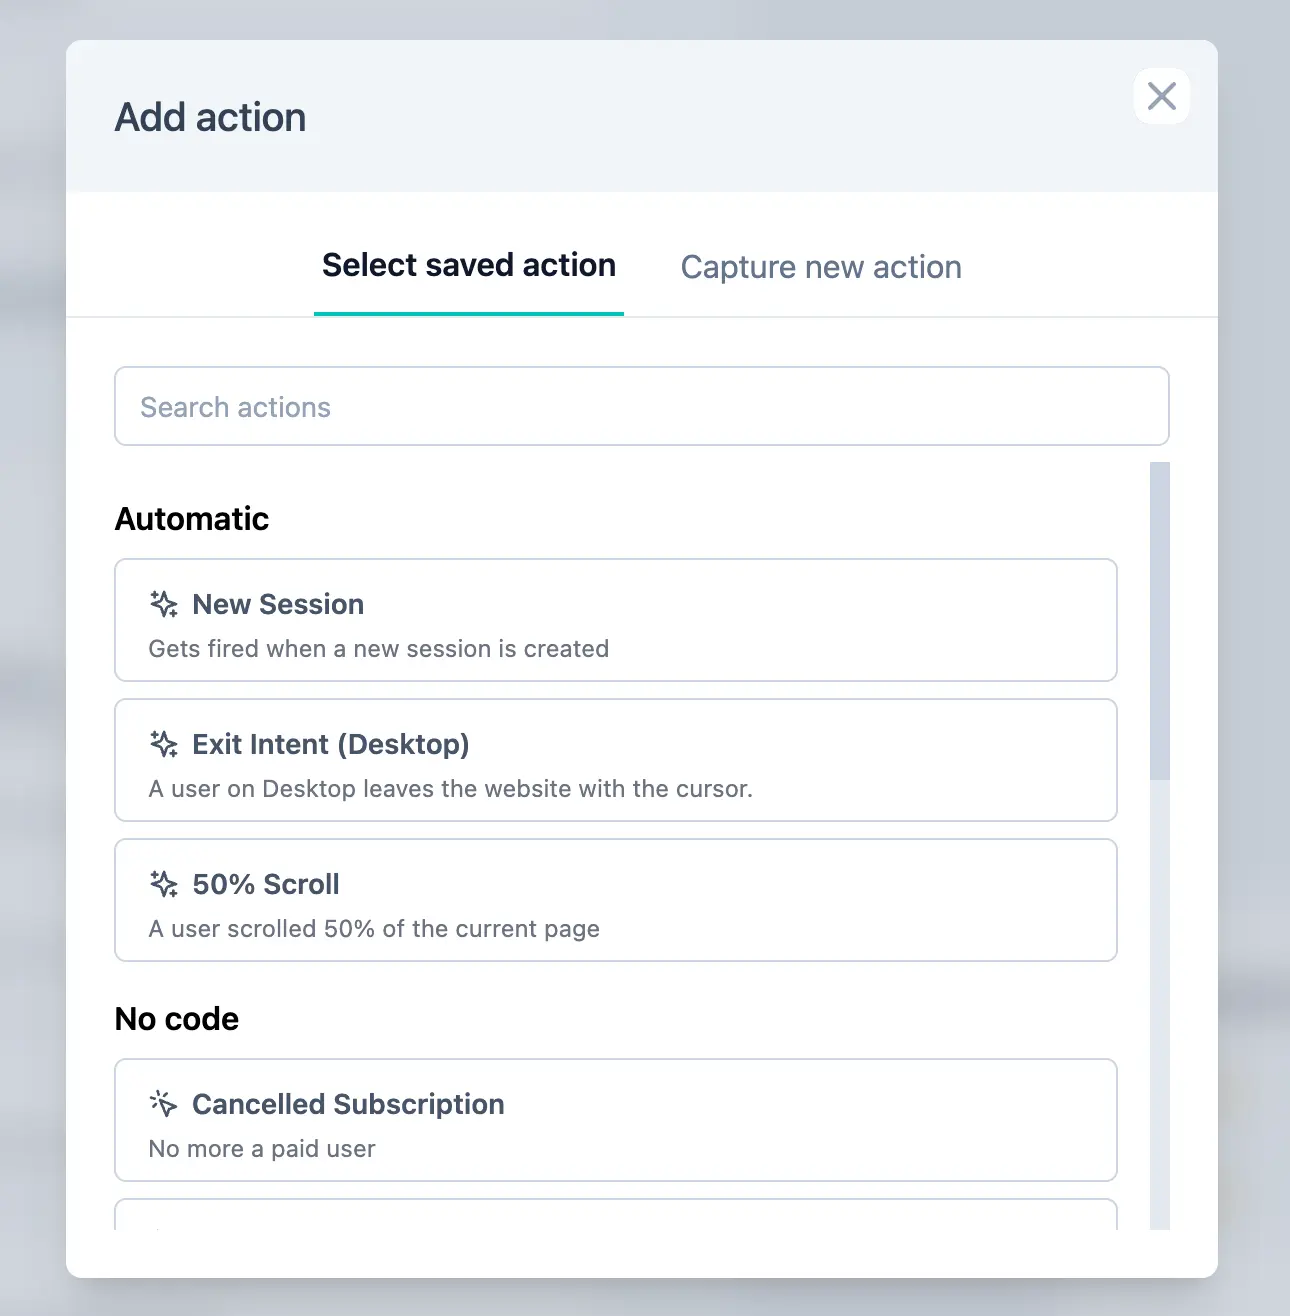 Add action
Select saved action
Capture new action
Search actions
Automatic
New Session
Gets fired when a new session is created
Exit Intent (Desktop)
A user on Desktop leaves the website with the cursor.
50% Scroll
A user scrolled 50% of the current page
No code
Cancelled Subscription
No more a paid user